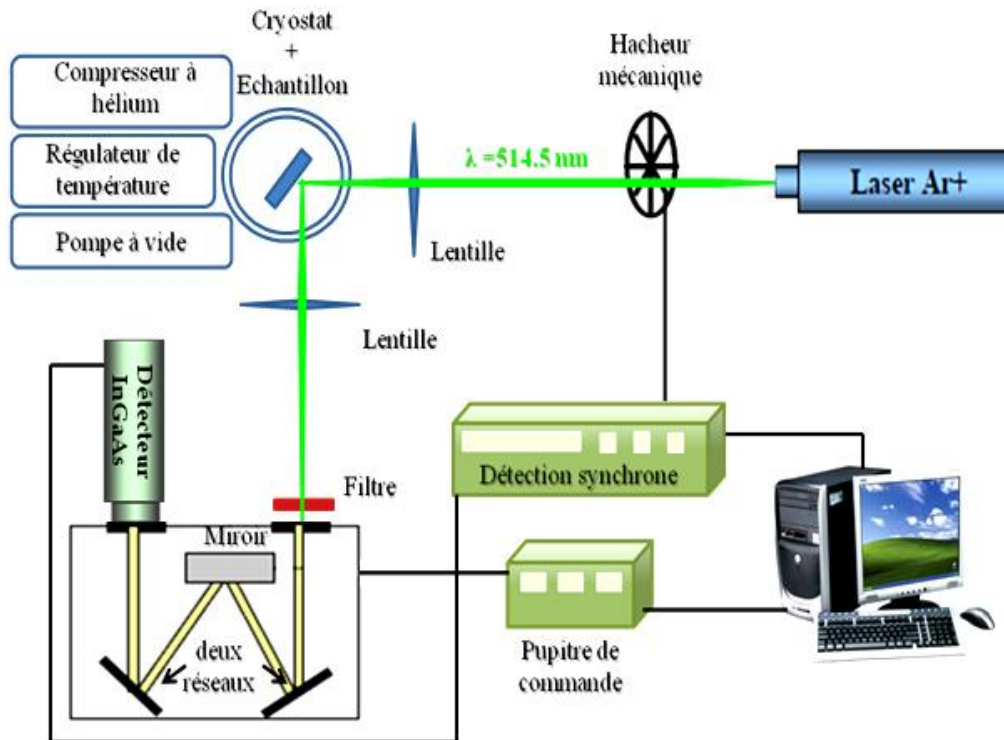 Cryostat
+
Echantillon
Hacheur
mécanique
Compresseur à
hélium
Régulateur de
température
Pompe à vide
λ =514.5 nm
Laser Ar+
Lentille
Lentille
Détecteur
InGaAs
Filtre
Détection synchrone
Miroir
deux
réseaux
Pupitre de
commande